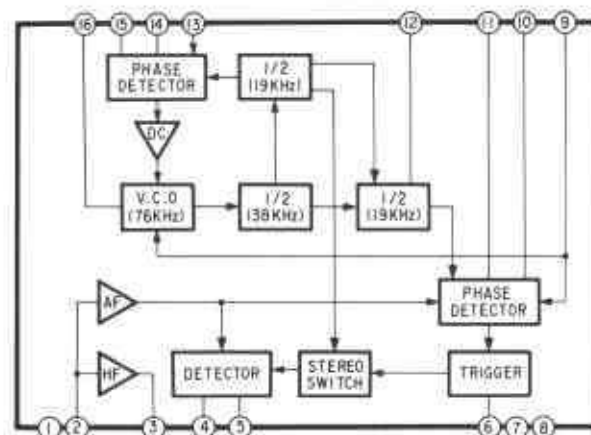 16 15 14 13 12 11 10 9
PHASE
DETECTOR
1/2
(19KHz)
DC
V.C.O
(76KHz)
1/2
(38KHz)
1/2
(19KHz)
AF
PHASE
DETECTOR
HF
DETECTOR
STEREO
SWITCH
TRIGGER
1 2 3 4 5 6 7 8